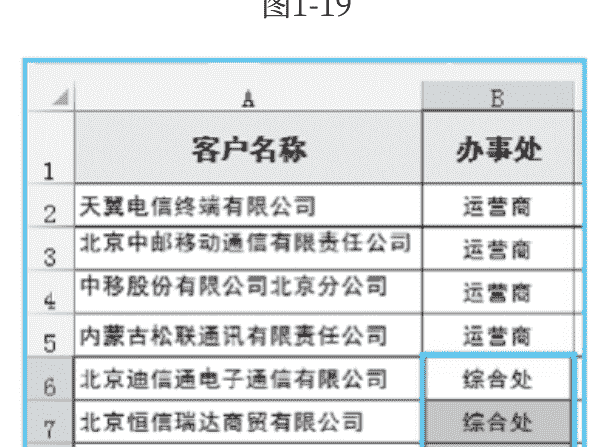 图1-19
A B
1 客户名称 办事处
2 天翼电信终端有限公司 运营商
3 北京中邮移动通信有限责任公司 运营商
4 中移股份有限公司北京分公司 运营商
5 内蒙古松联通讯有限责任公司 运营商
6 北京迪信通电子通信有限公司 综合处
7 北京恒信瑞达商贸有限公司 综合处